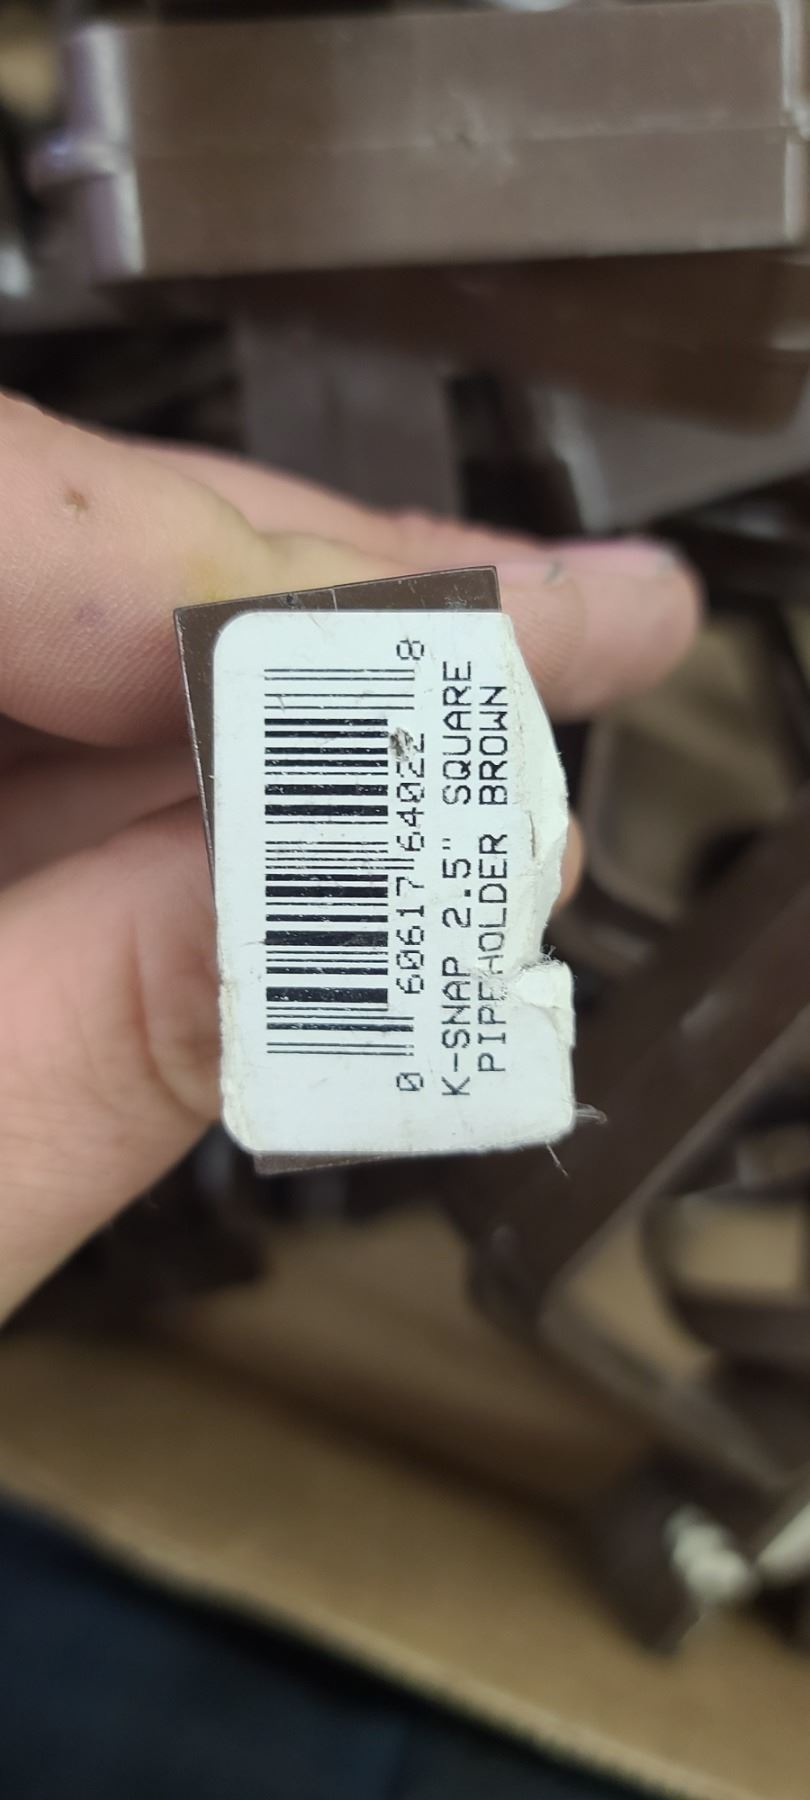 0 60617 64022 8
K-SNAP 2.5" SQUARE
PIPEHOLDER BROWN